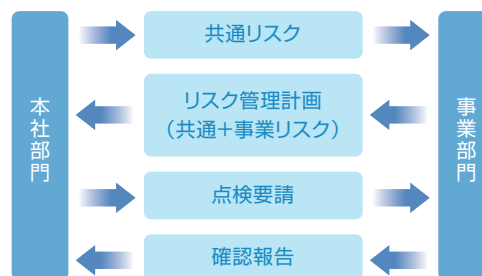 本社部門
共通リスク
リスク管理計画
（共通＋事業リスク）
点検要請
確認報告
事業部門